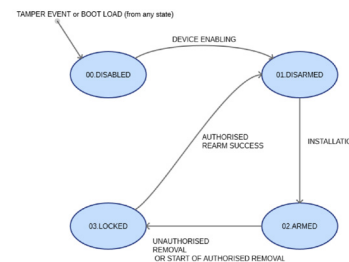 TAMPER EVENT or BOOT LOAD (from any state)
DEVICE ENABLING
00.DISABLED
01.DISARMED
AUTHORISED
REARM SUCCESS
03.LOCKED
02.ARMED
UNAUTHORISED
REMOVAL
OR START OF AUTHORISED REMOVAL